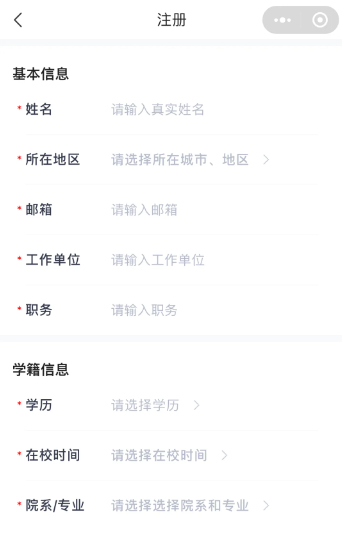 注册
基本信息
* 姓名 请输入真实姓名
* 所在地区 请选择所在城市、地区
* 邮箱 请输入邮箱
* 工作单位 请输入工作单位
* 职务 请输入职务
学籍信息
* 学历 请选择学历
* 在校时间 请选择在校时间
* 院系/专业 请选择选择院系和专业